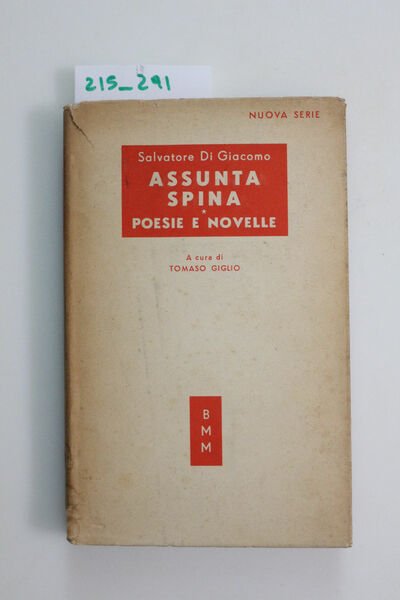 215_291
NUOVA SERIE
Salvatore Di Giacomo
ASSUNTA
SPINA
*
POESIE E NOVELLE
A cura di
TOMASO GIGLIO
B
M
M